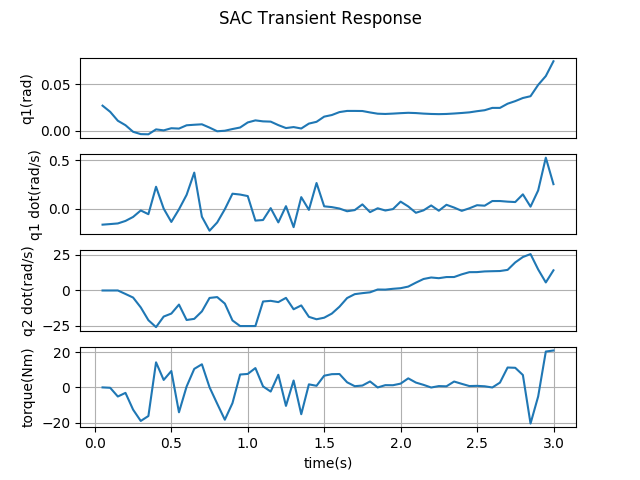 SAC Transient Response
q1(rad)
0.05
0.00
q1 dot(rad/s)
0.5
0.0
q2 dot(rad/s)
25
0
−25
torque(Nm)
20
0
−20
0.0 0.5 1.0 1.5 2.0 2.5 3.0
time(s)